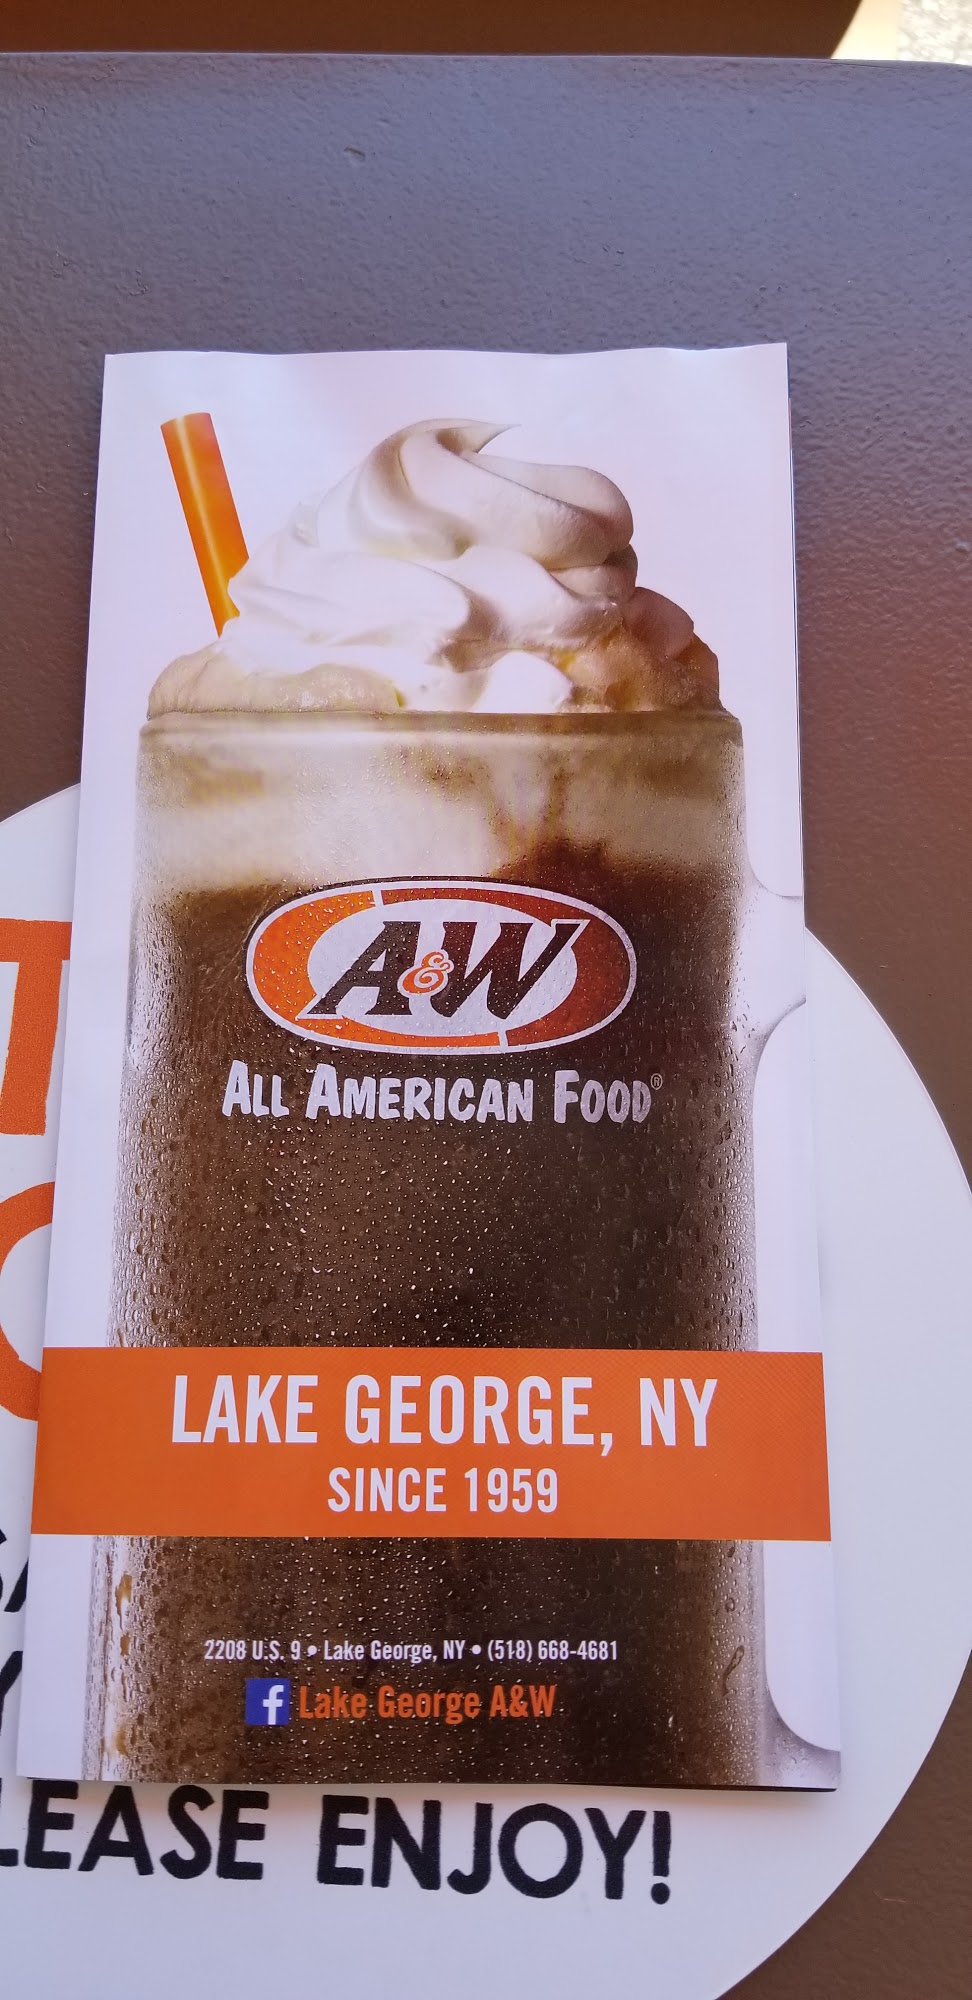 A&W
ALL AMERICAN FOOD®
LAKE GEORGE, NY
SINCE 1959
2208 U.S. 9 • Lake George, NY • (518) 668-4681
f Lake George A&W
ENJOY!